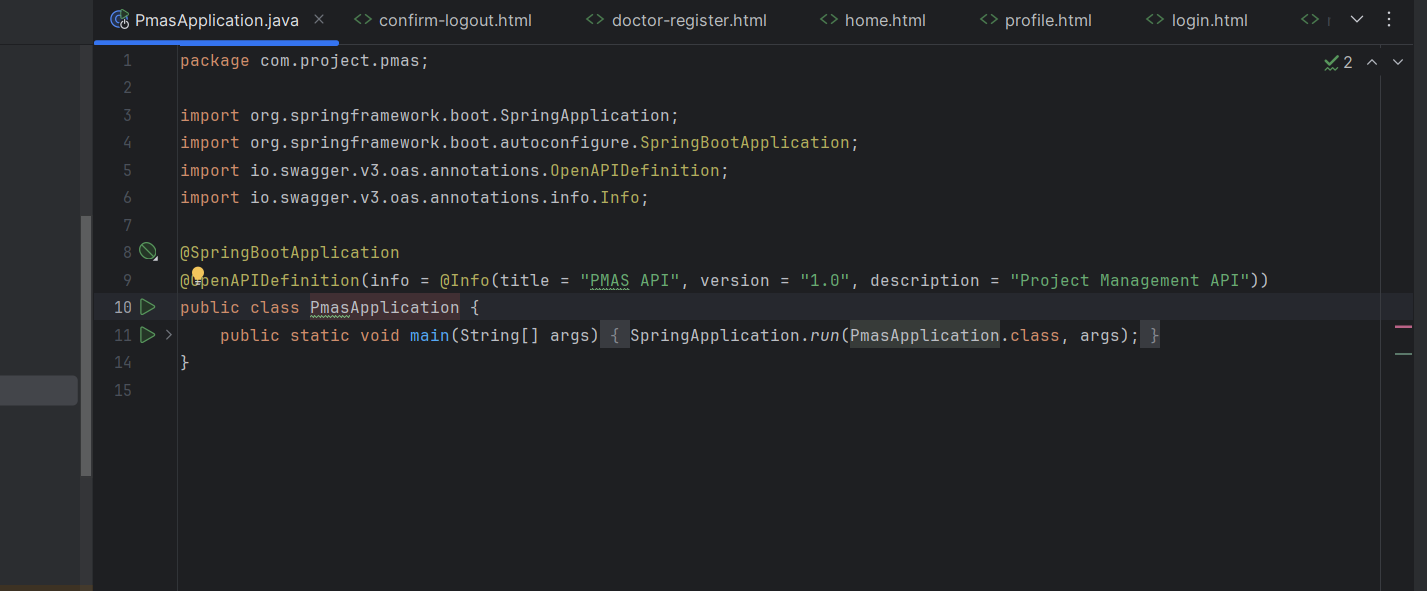 PmasApplication.java confirm-logout.html doctor-register.html home.html profile.html login.html
1 package com.project.pmas; 2
2
3 import org.springframework.boot.SpringApplication;
4 import org.springframework.boot.autoconfigure.SpringBootApplication;
5 import io.swagger.v3.oas.annotations.OpenAPIDefinition;
6 import io.swagger.v3.oas.annotations.info.Info;
7
8 @SpringBootApplication
9 @OpenAPIDefinition(info = @Info(title = "PMAS API", version = "1.0", description = "Project Management API"))
10 public class PmasApplication {
11 public static void main(String[] args) { SpringApplication.run(PmasApplication.class, args); }
14 }
15